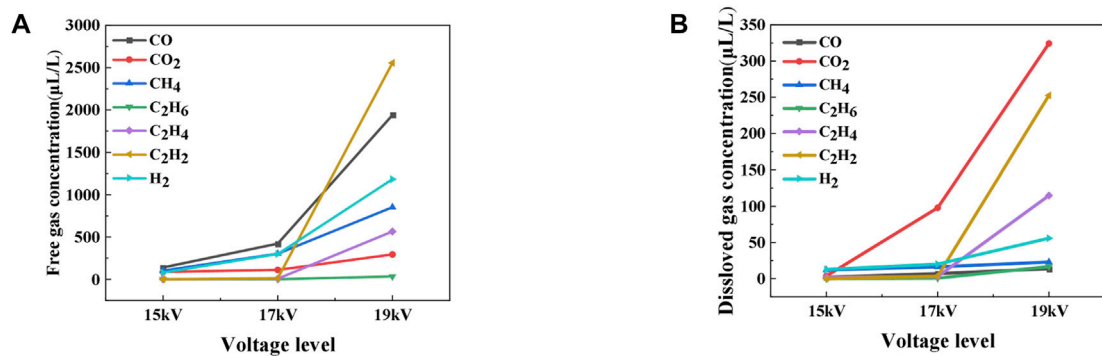 A
Free gas concentration(μL/L)
3000
2500
2000
1500
1000
500
0
CO
CO₂
CH₄
C₂H₆
C₂H₄
C₂H₂
H₂
15kV 17kV 19kV
Voltage level
B
Dissloved gas concentration(μL/L)
350
300
250
200
150
100
50
0
CO
CO₂
CH₄
C₂H₆
C₂H₄
C₂H₂
H₂
15kV 17kV 19kV
Voltage level